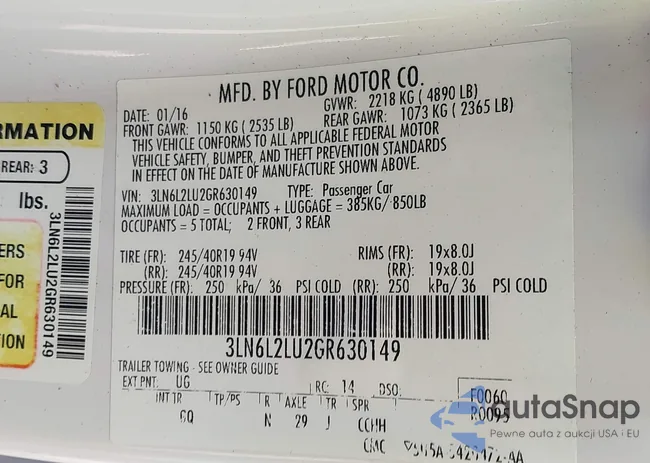 MFD. BY FORD MOTOR CO.
DATE: 01/16 GVWR: 2218 KG ( 4890 LB)
FRONT GAWR: 1150 KG ( 2535 LB) REAR GAWR: 1073 KG ( 2365 LB)
THIS VEHICLE CONFORMS TO ALL APPLICABLE FEDERAL MOTOR
VEHICLE SAFETY, BUMPER, AND THEFT PREVENTION STANDARDS
IN EFFECT ON THE DATE OF MANUFACTURE SHOWN ABOVE.
VIN: 3LN6L2LU2GR630149 TYPE: Passenger Car
MAXIMUM LOAD = OCCUPANTS + LUGGAGE = 385KG/ 850LB
OCCUPANTS = 5 TOTAL; 2 FRONT, 3 REAR
TIRE (FR): 245/40R19 94V RIMS (FR): 19x8.0J
(RR): 245/40R19 94V (RR): 19x8.0J
PRESSURE (FR): 250 kPa/ 36 PSI COLD (RR): 250 kPa/ 36 PSI COLD
3LN6L2LU2GR630149
TRAILER TOWING - SEE OWNER GUIDE
EXT PNT: UG RC: 14 DSO: F0060
R0095
INT TR TP/PS R AXLE TR SPR
GQ N 29 J CCHH
CMC
RMATION
REAR: 3
lbs.
ERS
FOR
AL
TION
3LN6L2LU2GR630149
autaSnap
Pewne auta z aukcji USA i EU